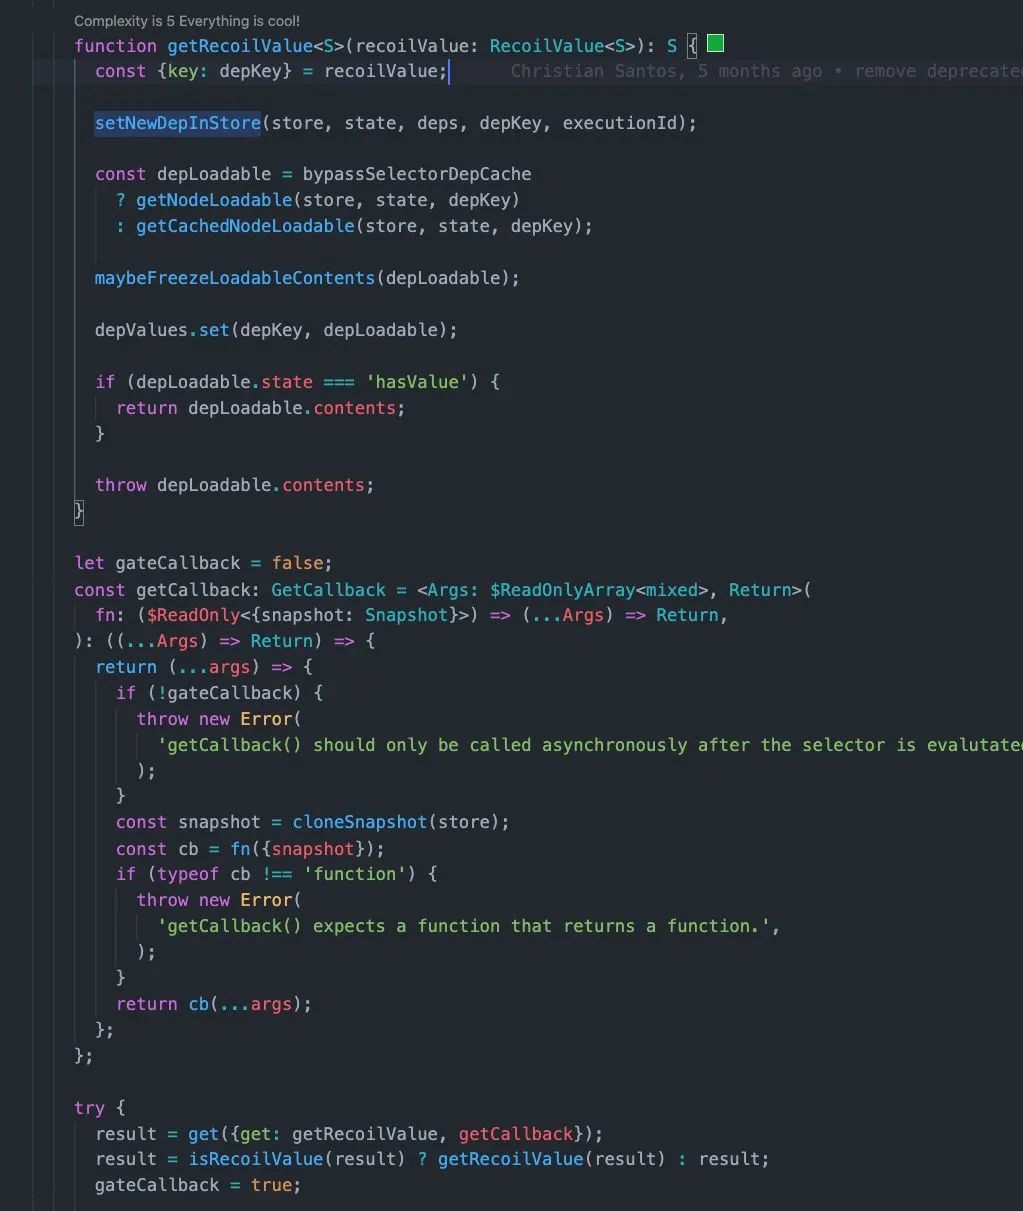 Complexity is 5 Everything is cool!
function getRecoilValue<S>(recoilValue: RecoilValue<S>): S {
const {key: depKey} = recoilValue; Christian Santos, 5 months ago • remove deprecate
setNewDepInStore(store, state, deps, depKey, executionId);
const depLoadable = bypassSelectorDepCache
? getNodeLoadable(store, state, depKey)
: getCachedNodeLoadable(store, state, depKey);
maybeFreezeLoadableContents(depLoadable);
depValues.set(depKey, depLoadable);
if (depLoadable.state === 'hasValue') {
return depLoadable.contents;
}
throw depLoadable.contents;
}
let gateCallback = false;
const getCallback: GetCallback = <Args: $ReadOnlyArray<mixed>, Return>(
fn: ($ReadOnly<{snapshot: Snapshot}>) => (...Args) => Return,
): ((...Args) => Return) => {
return (...args) => {
if (!gateCallback) {
throw new Error(
'getCallback() should only be called asynchronously after the selector is evalutate
);
}
const snapshot = cloneSnapshot(store);
const cb = fn({snapshot});
if (typeof cb !== 'function') {
throw new Error(
'getCallback() expects a function that returns a function.',
);
}
return cb(...args);
};
};
try {
result = get({get: getRecoilValue, getCallback});
result = isRecoilValue(result) ? getRecoilValue(result) : result;
gateCallback = true;